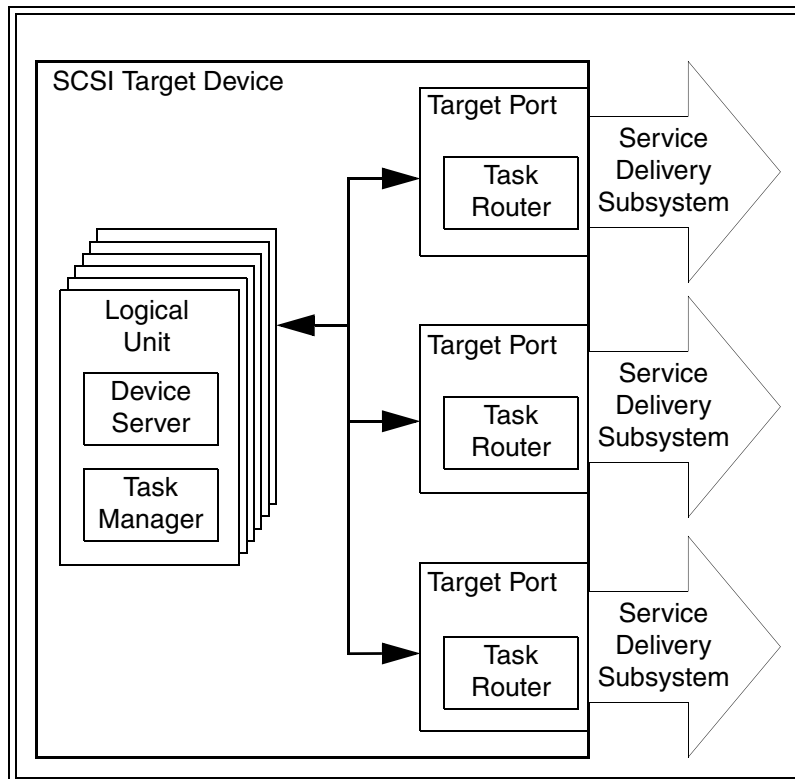 SCSI Target Device
Target Port
Task
Router
Service
Delivery
Subsystem
Logical
Unit
Device
Server
Task
Manager
Target Port
Task
Router
Service
Delivery
Subsystem
Target Port
Task
Router
Service
Delivery
Subsystem